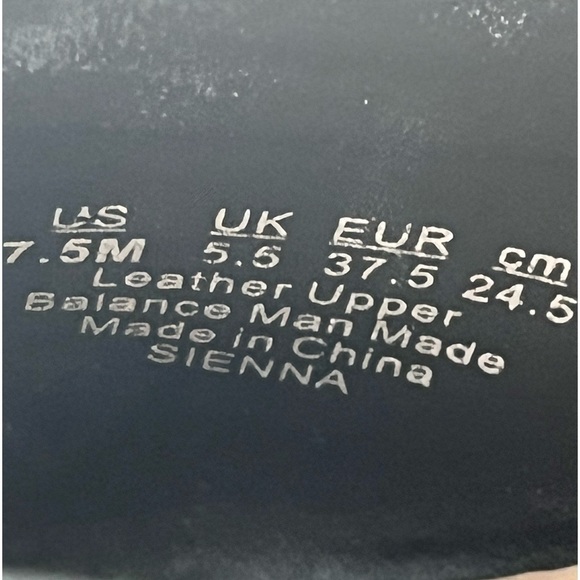 US UK EUR cm
7.5M 5.5 37.5 24.5
Leather Upper
Balance Man Made
Made in China
SIENNA